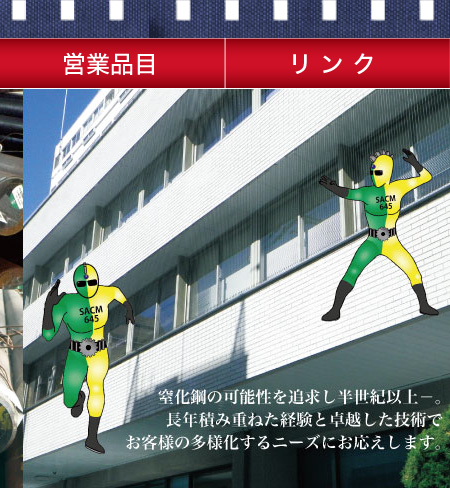 営業品目
リンク
SACM
645
SACM
645
窒化鋼の可能性を追求し半世紀以上−。
長年積み重ねた経験と卓越した技術で
お客様の多様化するニーズにお応えします。